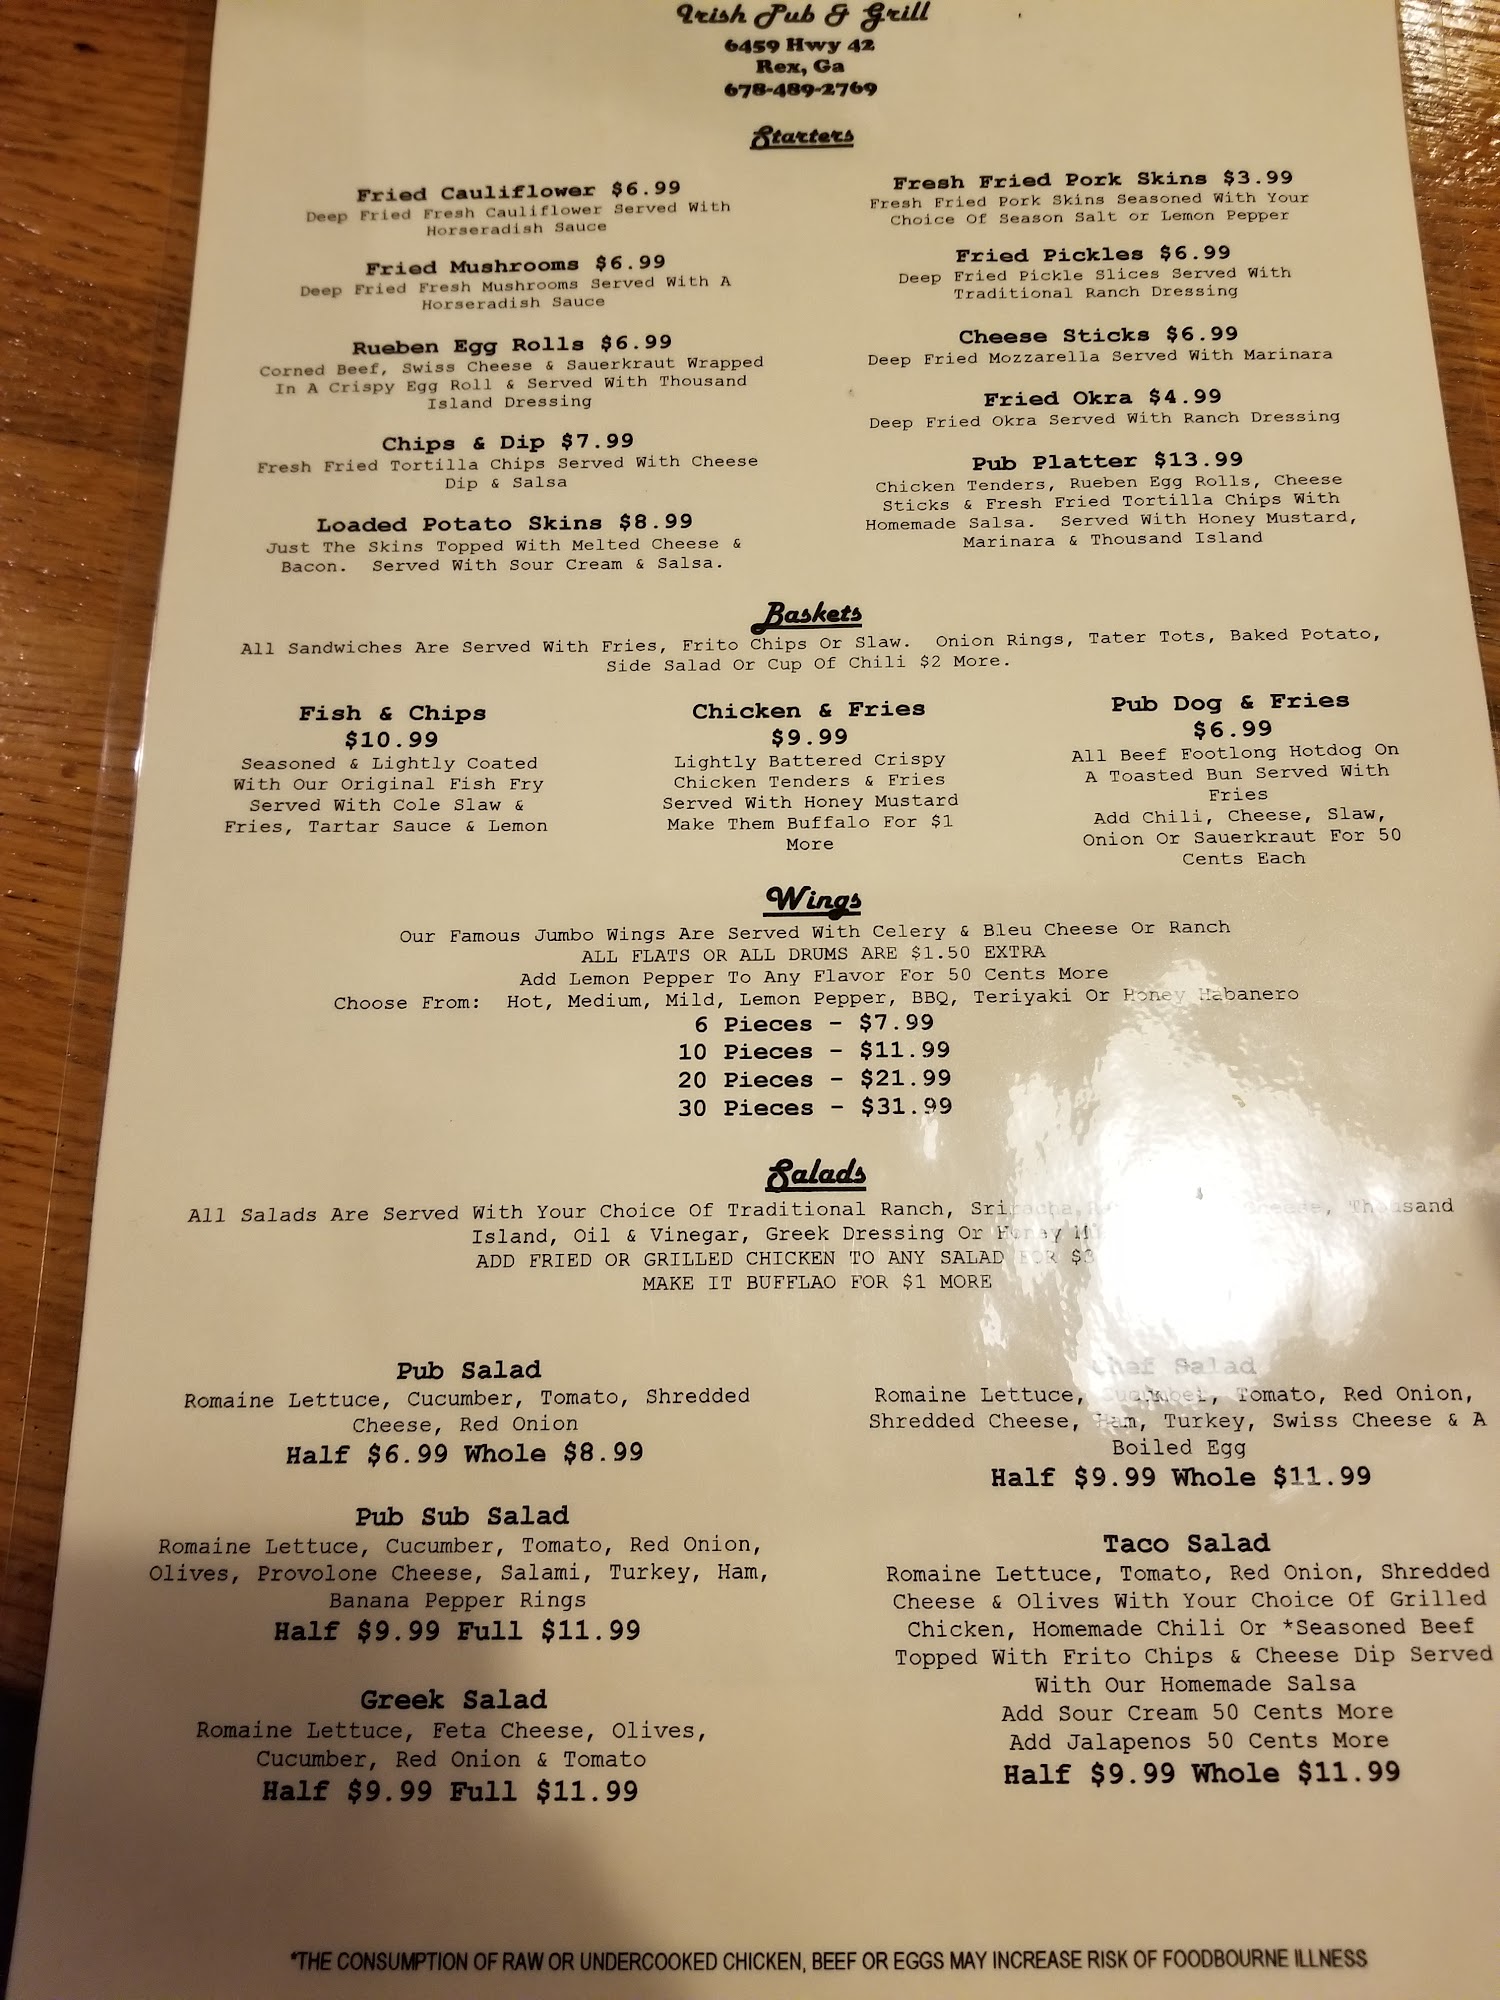 Irish Pub & Grill
6459 Hwy 42
Rex, Ga
678-489-2769
Starters
Fried Cauliflower $6.99
Deep Fried Fresh Cauliflower Served With
Horseradish Sauce
Fried Mushrooms $6.99
Deep Fried Fresh Mushrooms Served With A
Horseradish Sauce
Rueben Egg Rolls $6.99
Corned Beef, Swiss Cheese & Sauerkraut Wrapped
In A Crispy Egg Roll & Served With Thousand
Island Dressing
Chips & Dip $7.99
Fresh Fried Tortilla Chips Served With Cheese
Dip & Salsa
Loaded Potato Skins $8.99
Just The Skins Topped With Melted Cheese &
Bacon. Served With Sour Cream & Salsa.
Fresh Fried Pork Skins $3.99
Fresh Fried Pork Skins Seasoned With Your
Choice Of Season Salt or Lemon Pepper
Fried Pickles $6.99
Deep Fried Pickle Slices Served With
Traditional Ranch Dressing
Cheese Sticks $6.99
Deep Fried Mozzarella Served With Marinara
Fried Okra $4.99
Deep Fried Okra Served With Ranch Dressing
Pub Platter $13.99
Chicken Tenders, Rueben Egg Rolls, Cheese
Sticks & Fresh Fried Tortilla Chips With
Homemade Salsa. Served With Honey Mustard,
Marinara & Thousand Island
Baskets
All Sandwiches Are Served With Fries, Frito Chips Or Slaw. Onion Rings, Tater Tots, Baked Potato,
Side Salad Or Cup Of Chili $2 More.
Fish & Chips
$10.99
Seasoned & Lightly Coated
With Our Original Fish Fry
Served With Cole Slaw &
Fries, Tartar Sauce & Lemon
Chicken & Fries
$9.99
Lightly Battered Crispy
Chicken Tenders & Fries
Served With Honey Mustard
Make Them Buffalo For $1
More
Pub Dog & Fries
$6.99
All Beef Footlong Hotdog On
A Toasted Bun Served With
Fries
Add Chili, Cheese, Slaw,
Onion Or Sauerkraut For 50
Cents Each
Wings
Our Famous Jumbo Wings Are Served With Celery & Bleu Cheese Or Ranch
ALL FLATS OR ALL DRUMS ARE $1.50 EXTRA
Add Lemon Pepper To Any Flavor For 50 Cents More
Choose From: Hot, Medium, Mild, Lemon Pepper, BBQ, Teriyaki Or Honey Habanero
6 Pieces - $7.99
10 Pieces - $11.99
20 Pieces - $21.99
30 Pieces - $31.99
Salads
All Salads Are Served With Your Choice Of Traditional Ranch, Sriracha Cheese, Thousand
Island, Oil & Vinegar, Greek Dressing Or Honey
ADD FRIED OR GRILLED CHICKEN TO ANY SALAD FOR $3
MAKE IT BUFFLAO FOR $1 MORE
Pub Salad
Romaine Lettuce, Cucumber, Tomato, Shredded
Cheese, Red Onion
Half $6.99 Whole $8.99
Pub Sub Salad
Romaine Lettuce, Cucumber, Tomato, Red Onion,
Olives, Provolone Cheese, Salami, Turkey, Ham,
Banana Pepper Rings
Half $9.99 Full $11.99
Greek Salad
Romaine Lettuce, Feta Cheese, Olives,
Cucumber, Red Onion & Tomato
Half $9.99 Full $11.99
Chef Salad
Romaine Lettuce, Cucumber, Tomato, Red Onion,
Shredded Cheese, Ham, Turkey, Swiss Cheese & A
Boiled Egg
Half $9.99 Whole $11.99
Taco Salad
Romaine Lettuce, Tomato, Red Onion, Shredded
Cheese & Olives With Your Choice Of Grilled
Chicken, Homemade Chili Or *Seasoned Beef
Topped With Frito Chips & Cheese Dip Served
With Our Homemade Salsa
Add Sour Cream 50 Cents More
Add Jalapenos 50 Cents More
Half $9.99 Whole $11.99
*THE CONSUMPTION OF RAW OR UNDERCOOKED CHICKEN, BEEF OR EGGS MAY INCREASE RISK OF FOODBOURNE ILLNESS